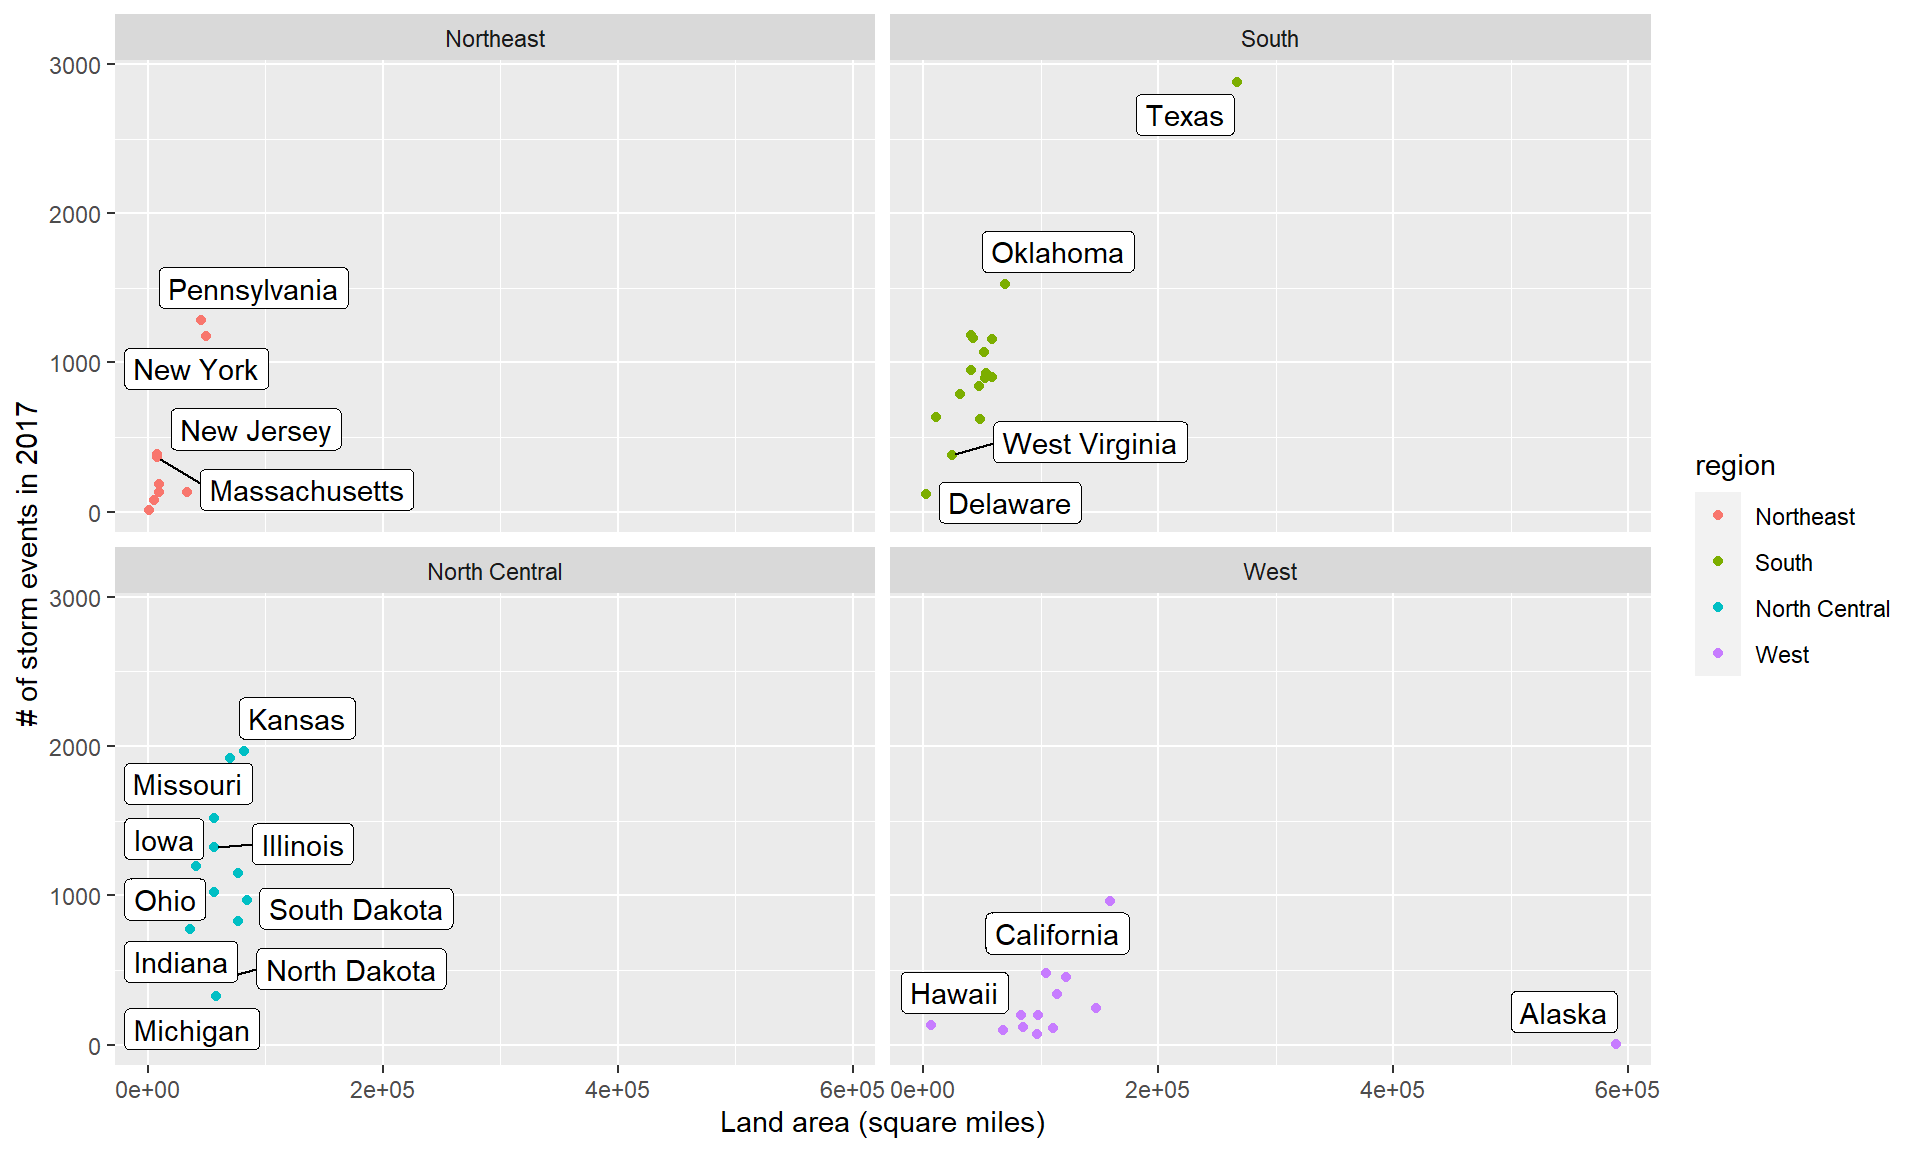 Northeast
South
3000
2000
1000
0
Pennsylvania
New York
New Jersey
Massachusetts
Texas
Oklahoma
West Virginia
Delaware
North Central
West
3000
2000
1000
0
Kansas
Missouri
Iowa
Illinois
Ohio
South Dakota
Indiana
North Dakota
Michigan
California
Hawaii
Alaska
0e+00
2e+05
4e+05
6e+05
0e+00
2e+05
4e+05
6e+05
Land area (square miles)
# of storm events in 2017
region
Northeast
South
North Central
West